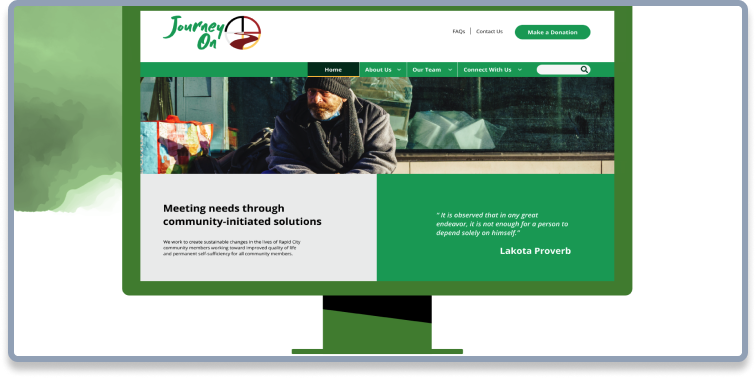 Journey
On
FAQs
Contact Us
Make a Donation
Home
About Us
Our Team
Connect With Us
Meeting needs through
community-initiated solutions
We work to create sustainable changes in the lives of Rapid City
community members working toward improved quality of life
and permanent self-sufficiency for all community members.
“ It is observed that in any great
endeavor, it is not enough for a person to
depend solely on himself.”
Lakota Proverb